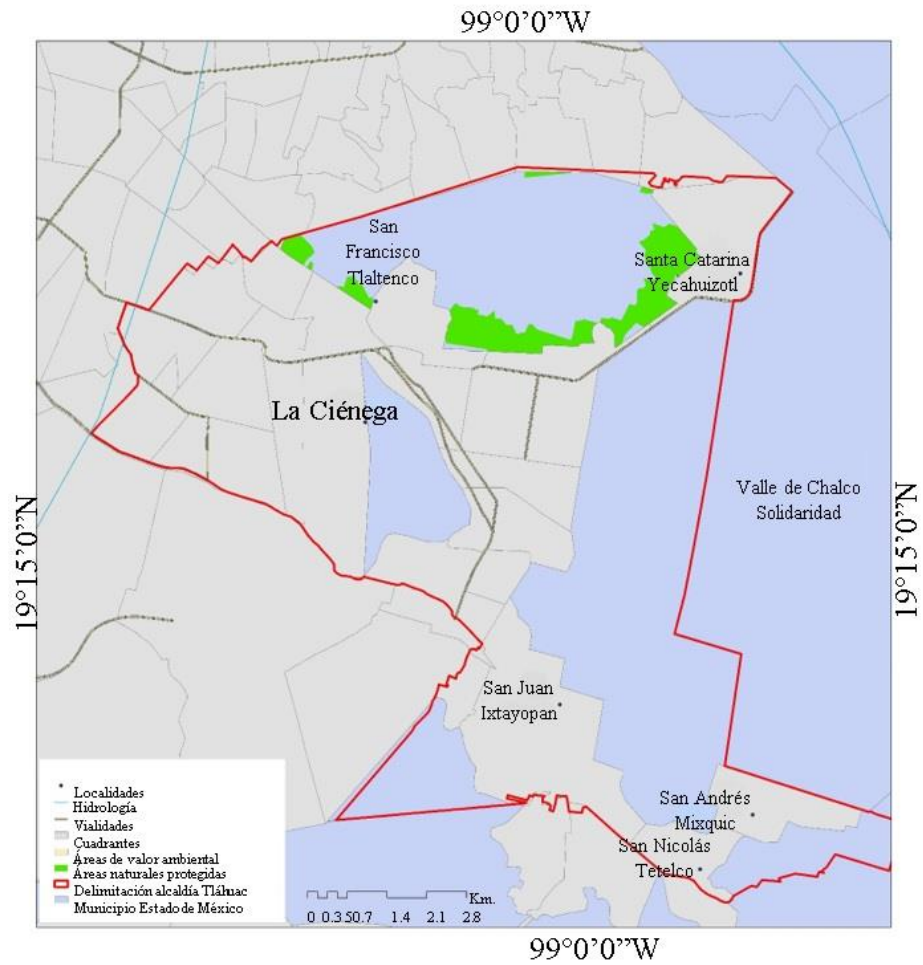 99°0’0”W
San
Francisco
Tlaltenco
Santa Catarina
Yecahuizotl
La Ciénega
Valle de Chalco
Solidaridad
19°15’0”N
19°15’0”N
San Juan
Ixtayopan
San Andrés
Mixquic
San Nicolás
Tetelco
Localidades
Hidrología
Vialidades
Cuadrantes
Áreas de valor ambiental
Áreas naturales protegidas
Delimitación alcaldía Tláhuac
Municipio Estado de México
Km.
0 0.350.7 1.4 2.1 2.8
99°0’0”W